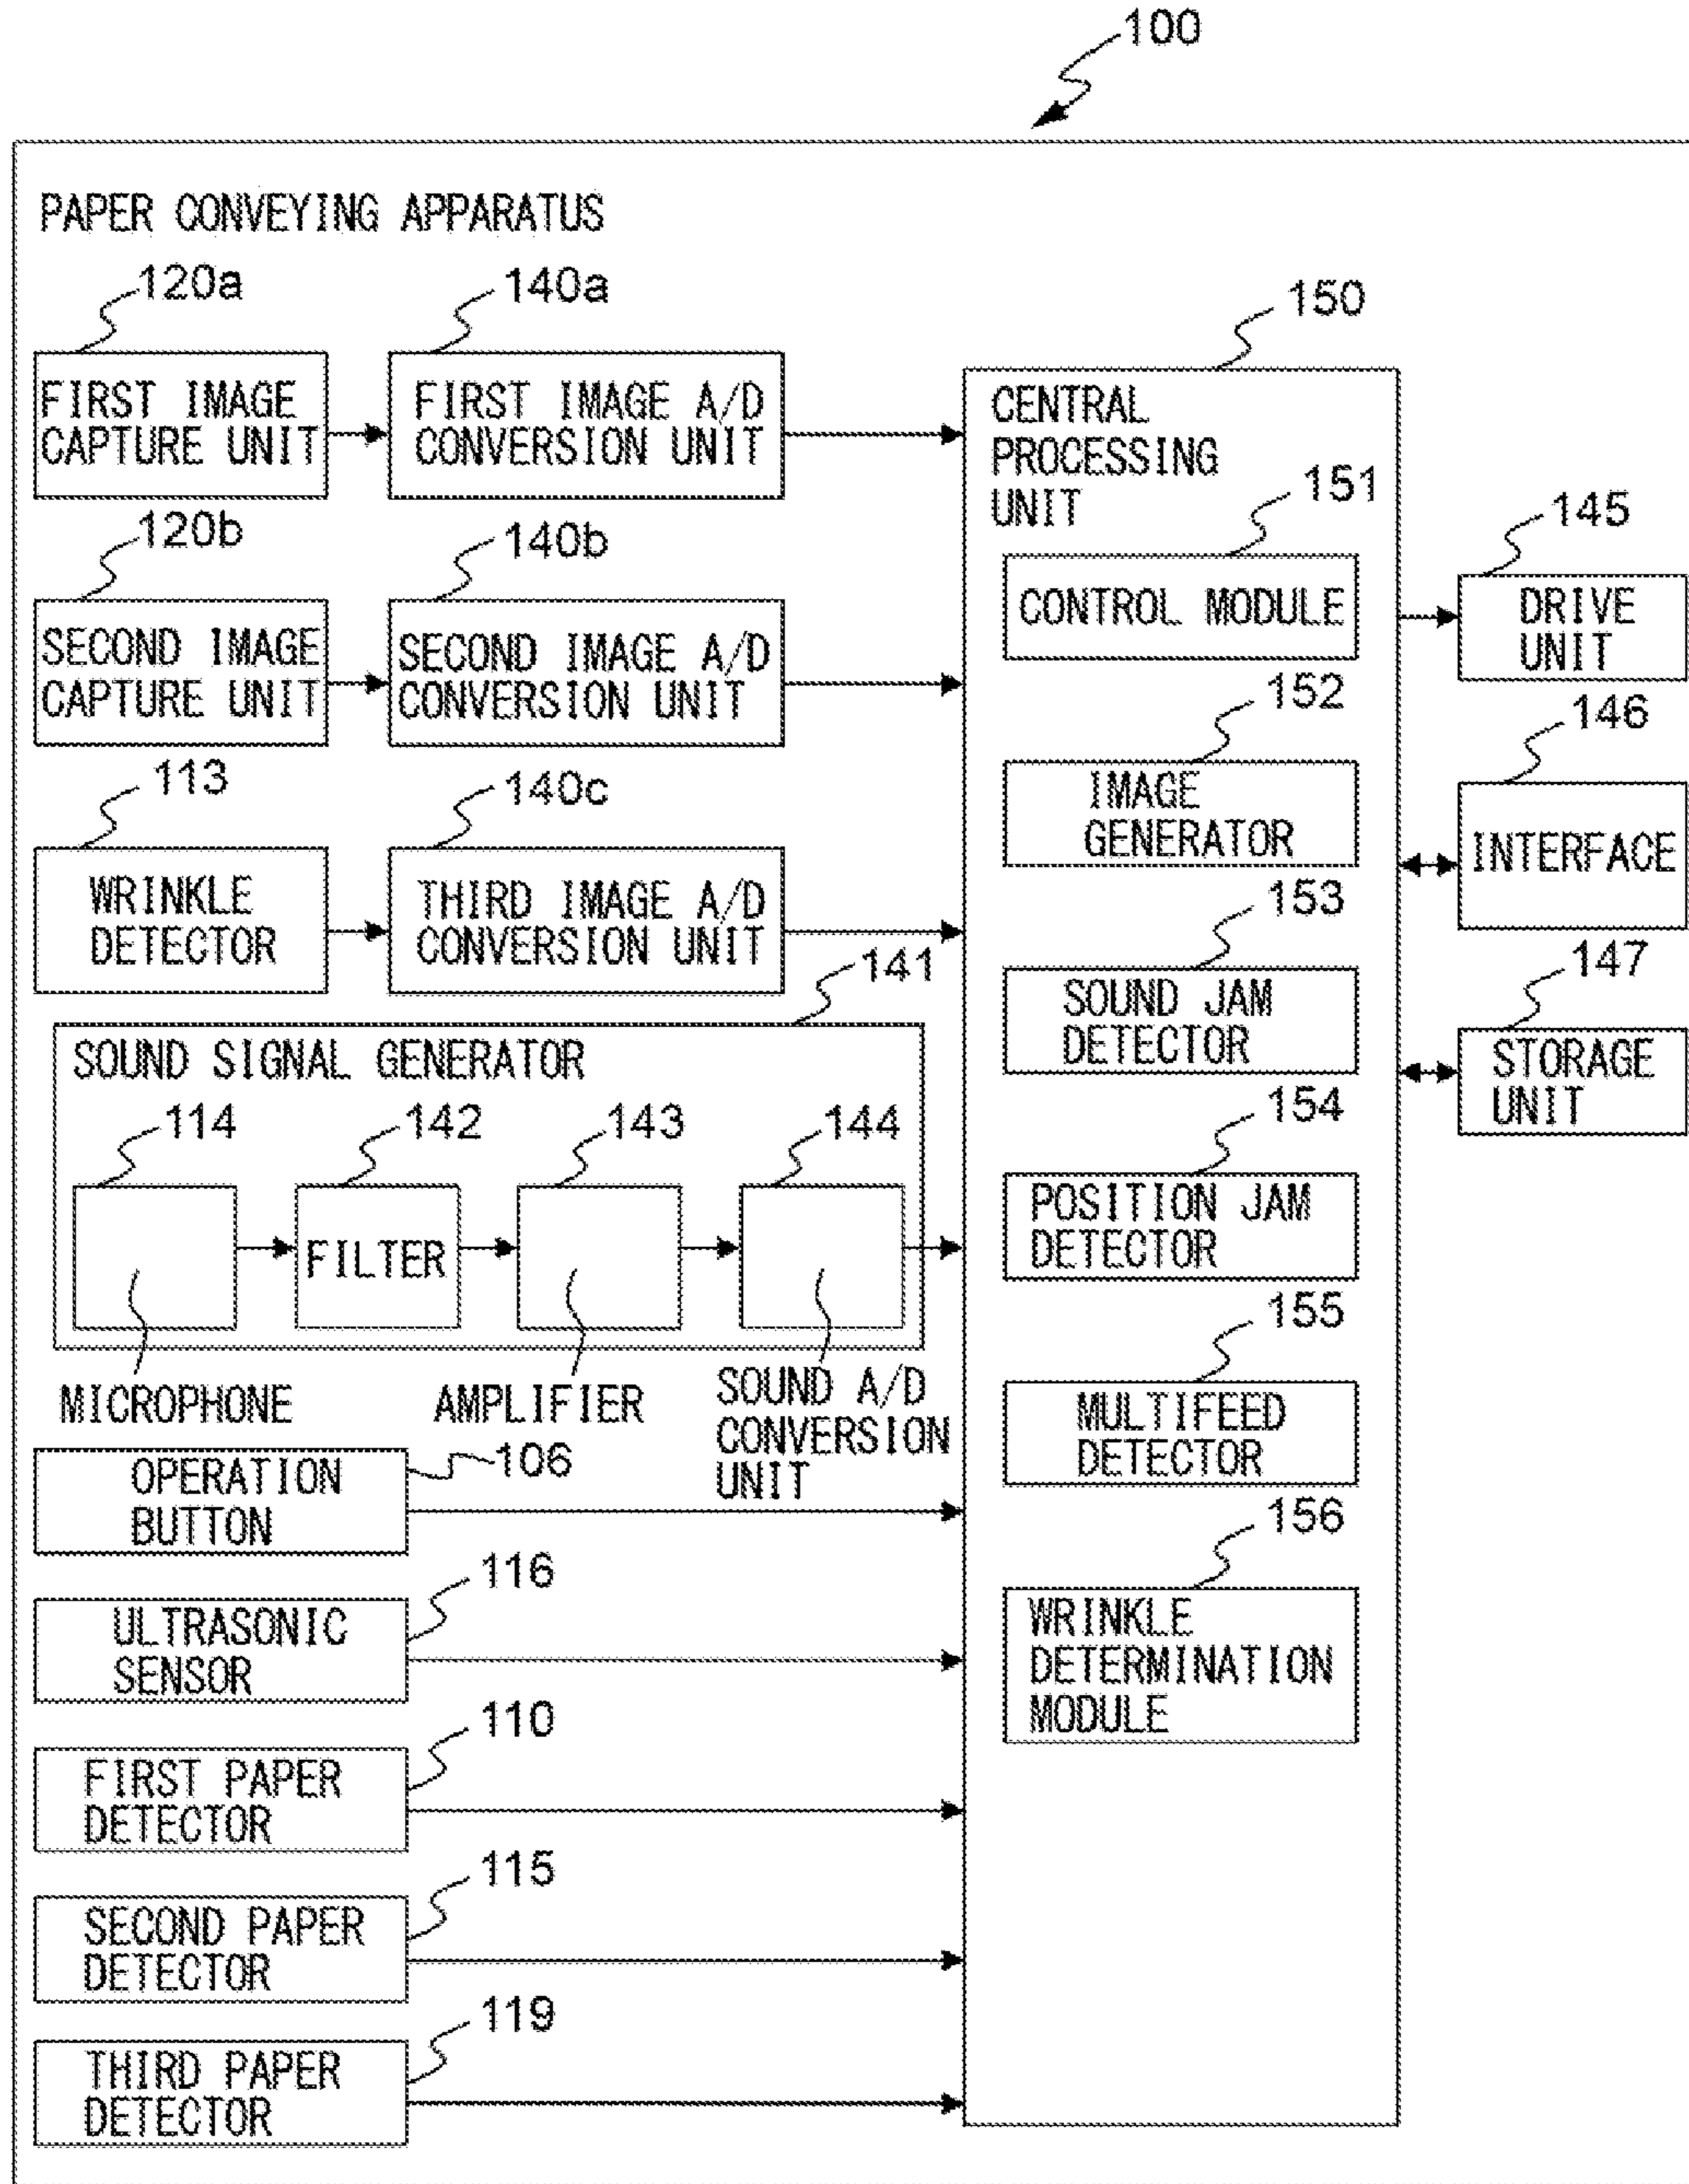 100
PAPER CONVEYING APPARATUS
120a
140a
FIRST IMAGE
CAPTURE UNIT
FIRST IMAGE A/D
CONVERSION UNIT
120b
140b
SECOND IMAGE
CAPTURE UNIT
SECOND IMAGE A/D
CONVERSION UNIT
113
140c
WRINKLE
DETECTOR
THIRD IMAGE A/D
CONVERSION UNIT
141
SOUND SIGNAL GENERATOR
114
142
143
144
FILTER
MICROPHONE
AMPLIFIER
SOUND A/D
CONVERSION
UNIT
OPERATION
BUTTON
106
ULTRASONIC
SENSOR
116
FIRST PAPER
DETECTOR
110
SECOND PAPER
DETECTOR
115
THIRD PAPER
DETECTOR
119
150
CENTRAL
PROCESSING
UNIT
151
CONTROL MODULE
152
IMAGE
GENERATOR
153
SOUND JAM
DETECTOR
154
POSITION JAM
DETECTOR
155
MULTIFEED
DETECTOR
156
WRINKLE
DETERMINATION
MODULE
145
DRIVE
UNIT
146
INTERFACE
147
STORAGE
UNIT